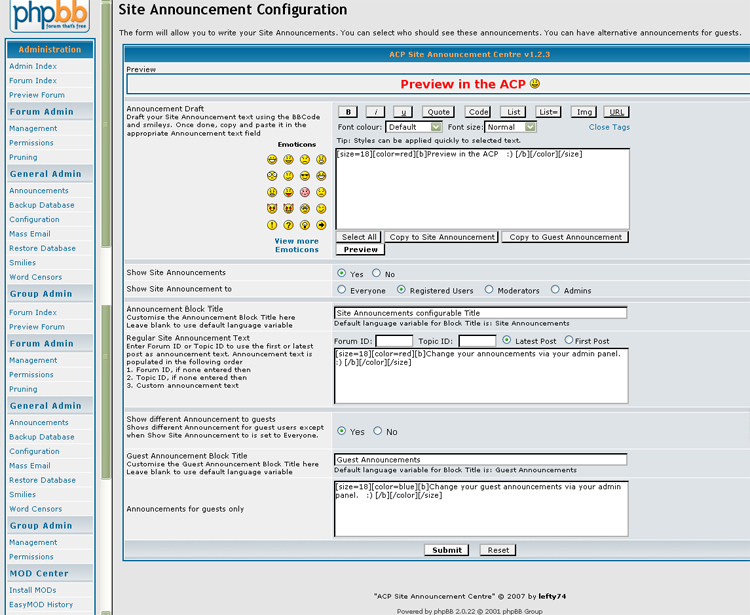 phpBB
forum that's free
Administration
Admin Index
Forum Index
Preview Forum
Forum Admin
Management
Permissions
Pruning
General Admin
Announcements
Backup Database
Configuration
Mass Email
Restore Database
Smilies
Word Censors
Group Admin
Forum Index
Preview Forum
Forum Admin
Management
Permissions
Pruning
General Admin
Announcements
Backup Database
Configuration
Mass Email
Restore Database
Smilies
Word Censors
Group Admin
Management
Permissions
MOD Center
Install MODs
EasyMOD History
Site Announcement Configuration
The form will allow you to write your Site Announcements. You can select who should see these announcements. You can have alternative announcements for guests.
ACP Site Announcement Centre v1.2.3
Preview
Preview in the ACP
Announcement Draft
Draft your Site Announcement text using the BBCode
and smileys. Once done, copy and paste it in the
appropriate Announcement text field
Emoticons
View more
Emoticons
B i u Quote Code List List= Img URL
Font colour: Default Font size: Normal Close Tags
Tip: Styles can be applied quickly to selected text.
[size=18][color=red][b]Preview in the ACP :) [/b][/color][/size]
Select All Copy to Site Announcement Copy to Guest Announcement
Preview
Show Site Announcements Yes No
Show Site Announcement to Everyone Registered Users Moderators Admins
Announcement Block Title
Customise the Announcement Block Title here
Leave blank to use default language variable
Site Announcements configurable Title
Default language variable for Block Title is: Site Announcements
Regular Site Announcement Text
Enter Forum ID or Topic ID to use the first or latest
post as announcement text. Announcement text is
populated in the following order
1. Forum ID, if none entered then
2. Topic ID, if none entered then
3. Custom announcement text
Forum ID: Topic ID: Latest Post First Post
[size=18][color=red][b]Change your announcements via your admin panel.
:) [/b][/color][/size]
Show different Announcement to guests
Shows different Announcement for guest users except
when Show Site Announcement to is set to Everyone.
Yes No
Guest Announcement Block Title
Customise the Guest Announcement Block Title here
Leave blank to use default language variable
Guest Announcements
Default language variable for Block Title is: Guest Announcements
Announcements for guests only
[size=18][color=blue][b]Change your guest announcements via your admin
panel. :) [/b][/color][/size]
Submit Reset
"ACP Site Announcement Centre" © 2007 by lefty74
Powered by phpBB 2.0.22 © 2001 phpBB Group